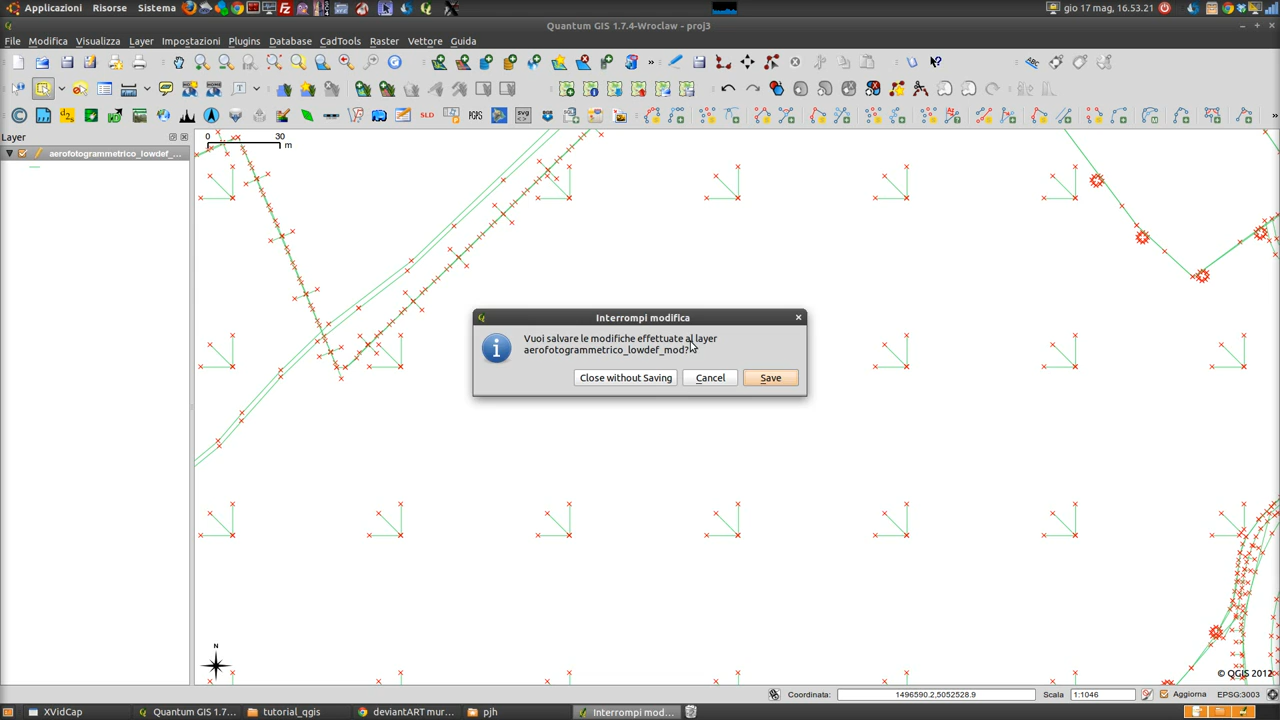 Applicazioni Risorse Sistema gio 17 mag, 16.53.21
Quantum GIS 1.7.4-Wroclaw - proj3
File Modifica Visualizza Layer Impostazioni Plugins Database CadTools Raster Vettore Guida
Layer
aerofotogrammetrico_lowdef_...
0 30
m
Interrompi modifica
Vuoi salvare le modifiche effettuate al layer
aerofotogrammetrico_lowdef_mod?
Close without Saving Cancel Save
N
© QGIS 2012
Coordinata: 1496590.2,5052528.9 Scala 1:1046 Aggiorna EPSG:3003
XVidCap Quantum GIS 1.7.... tutorial_qgis deviantART mur... pjh Interrompi mod...